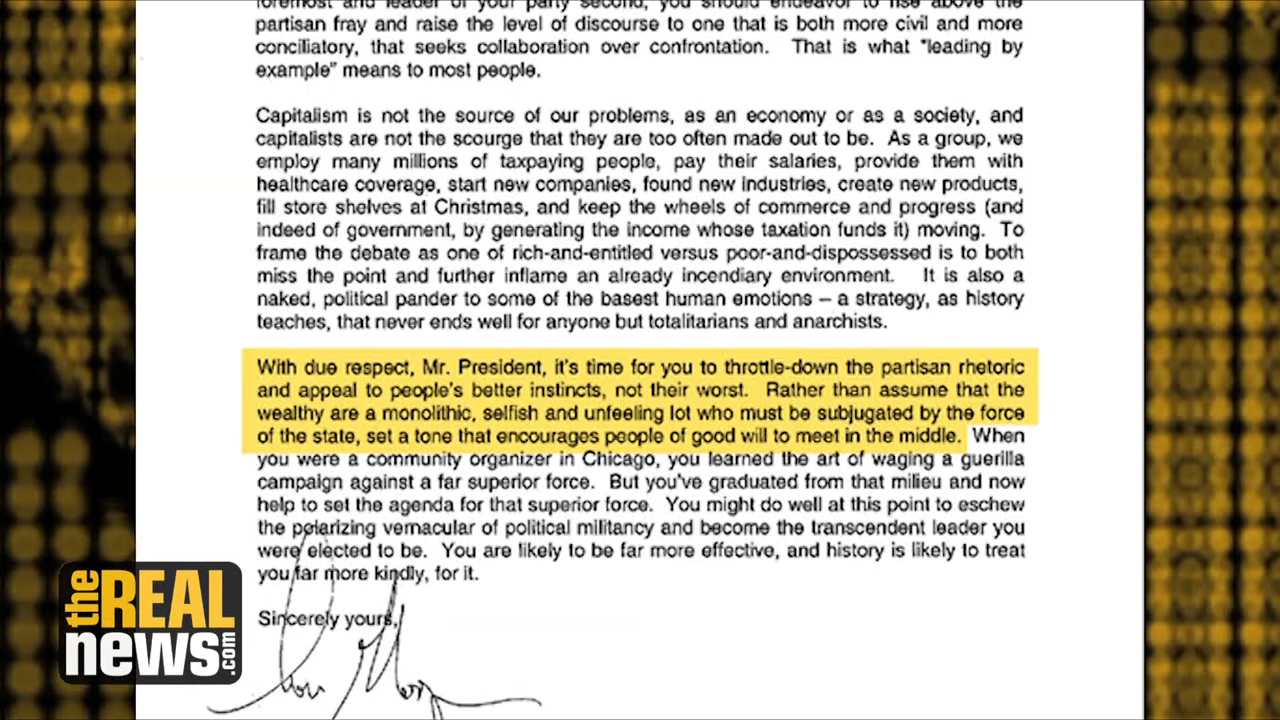 foremost and leader of your party second, you should endeavor to rise above the
partisan fray and raise the level of discourse to one that is both more civil and more
conciliatory, that seeks collaboration over confrontation. That is what "leading by
example" means to most people.
Capitalism is not the source of our problems, as an economy or as a society, and
capitalists are not the scourge that they are too often made out to be. As a group, we
employ many millions of taxpaying people, pay their salaries, provide them with
healthcare coverage, start new companies, found new industries, create new products,
fill store shelves at Christmas, and keep the wheels of commerce and progress (and
indeed of government, by generating the income whose taxation funds it) moving. To
frame the debate as one of rich-and-entitled versus poor-and-dispossessed is to both
miss the point and further inflame an already incendiary environment. It is also a
naked, political pander to some of the basest human emotions – a strategy, as history
teaches, that never ends well for anyone but totalitarians and anarchists.
With due respect, Mr. President, it's time for you to throttle-down the partisan rhetoric
and appeal to people's better instincts, not their worst. Rather than assume that the
wealthy are a monolithic, selfish and unfeeling lot who must be subjugated by the force
of the state, set a tone that encourages people of good will to meet in the middle. When
you were a community organizer in Chicago, you learned the art of waging a guerilla
campaign against a far superior force. But you've graduated from that milieu and now
help to set the agenda for that superior force. You might do well at this point to eschew
the polarizing vernacular of political militancy and become the transcendent leader you
were elected to be. You are likely to be far more effective, and history is likely to treat
you far more kindly, for it.
Sincerely yours,
the REAL
news.com